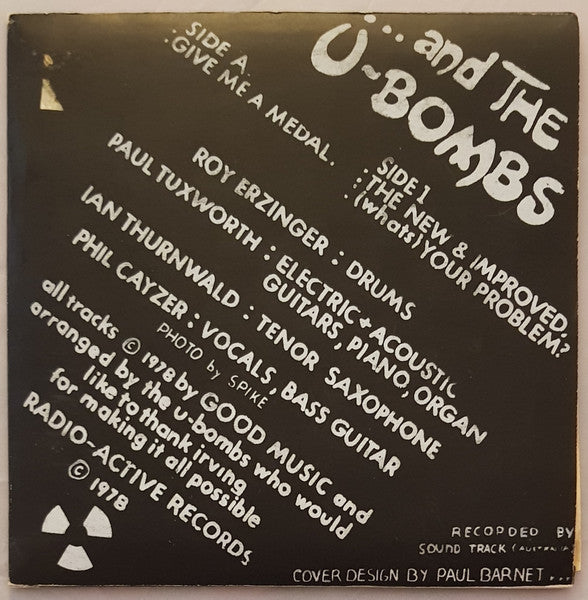 ... and THE
U-BOMBS
SIDE A.
: GIVE ME A MEDAL.
SIDE 1
: THE NEW & IMPROVED.
: (whats) YOUR PROBLEM?
ROY ERZINGER : DRUMS
PAUL TUXWORTH : ELECTRIC + ACOUSTIC
GUITARS, PIANO, ORGAN
IAN THURNWALD : TENOR SAXOPHONE
PHIL CAYZER : VOCALS, BASS GUITAR
PHOTO by SPIKE
all tracks © 1978 by GOOD MUSIC and
arranged by the u-bombs who would
like to thank irving
for making it all possible
RADIO-ACTIVE RECORDS
© 1978
RECORDED BY
SOUND TRACK (AUSTRALIA)
COVER DESIGN BY PAUL BARNET...